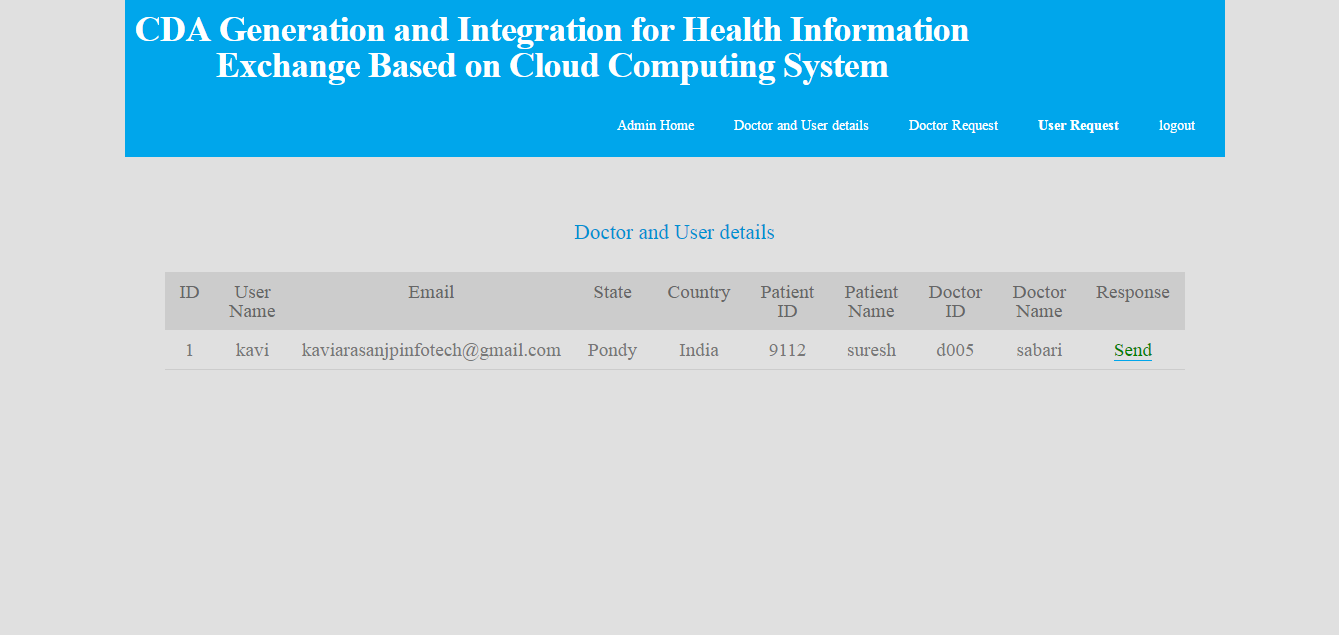 CDA Generation and Integration for Health Information
Exchange Based on Cloud Computing System
Admin Home Doctor and User details Doctor Request User Request logout
Doctor and User details
ID User Name Email State Country Patient ID Patient Name Doctor ID Doctor Name Response
1 kavi kaviarasanjpinfotech@gmail.com Pondy India 9112 suresh d005 sabari Send